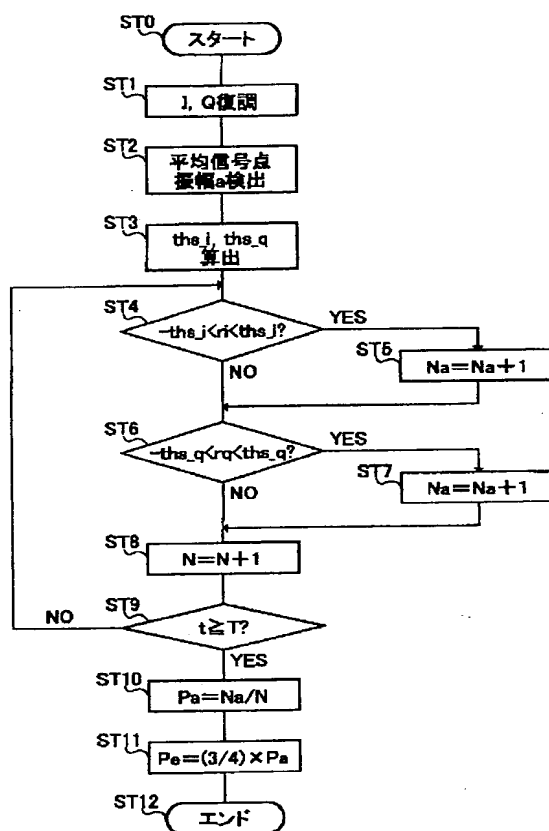 ST0
スタート
ST1
I, Q復調
ST2
平均信号点
振幅a検出
ST3
ths_i, ths_q
算出
ST4
-ths_i<ri<ths_i?
YES
ST5
Na=Na+1
NO
ST6
-ths_q<rq<ths_q?
YES
ST7
Na=Na+1
NO
ST8
N=N+1
ST9
NO
t≧T?
YES
ST10
Pa=Na/N
ST11
Pe=(3/4)×Pa
ST12
エンド